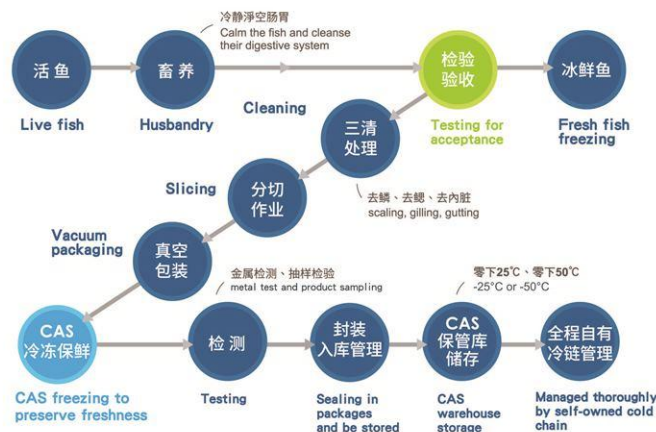 冷静淨空肠胃
Calm the fish and cleanse
their digestive system
活鱼
Live fish
畜养
Husbandry
检验
验收
Testing for
acceptance
冰鲜鱼
Fresh fish
freezing
Cleaning
三清
处理
去鳞、去鳃、去內脏
scaling, gilling, gutting
Slicing
分切
作业
Vacuum
packaging
真空
包装
CAS
冷冻保鲜
CAS freezing to
preserve freshness
金属检测、抽样检验
metal test and product sampling
检测
Testing
封装
入库管理
Sealing in
packages
and be stored
零下25℃、零下50℃
-25°C or -50°C
CAS
保管库
储存
CAS
warehouse
storage
全程自有
冷链管理
Managed thoroughly
by self-owned cold
chain